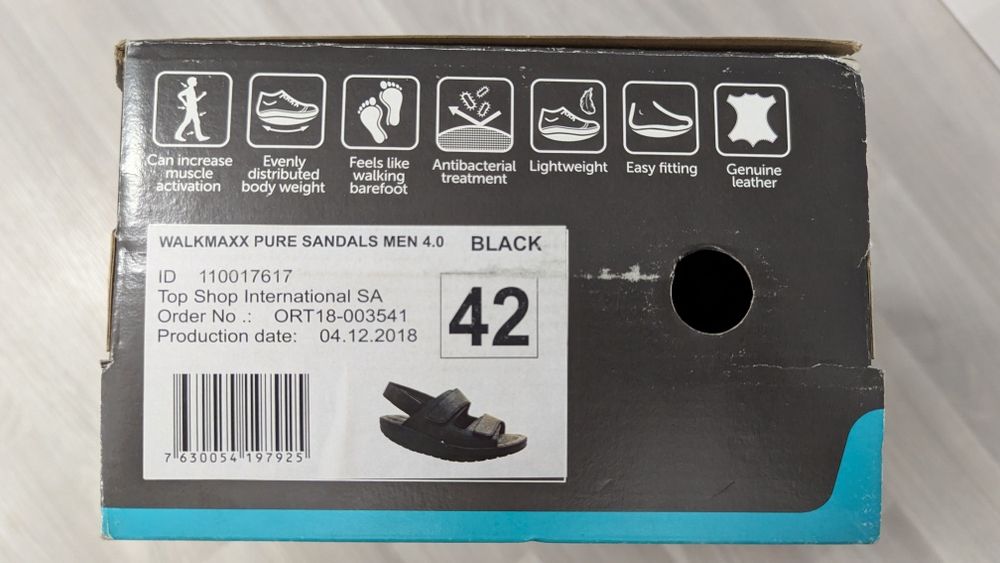 Can increase
muscle
activation
Evenly
distributed
body weight
Feels like
walking
barefoot
Antibacterial
treatment
Lightweight
Easy fitting
Genuine
leather
WALKMAXX PURE SANDALS MEN 4.0 BLACK
ID 110017617
Top Shop International SA
Order No .: ORT18-003541
Production date: 04.12.2018
42
7 630054 197925